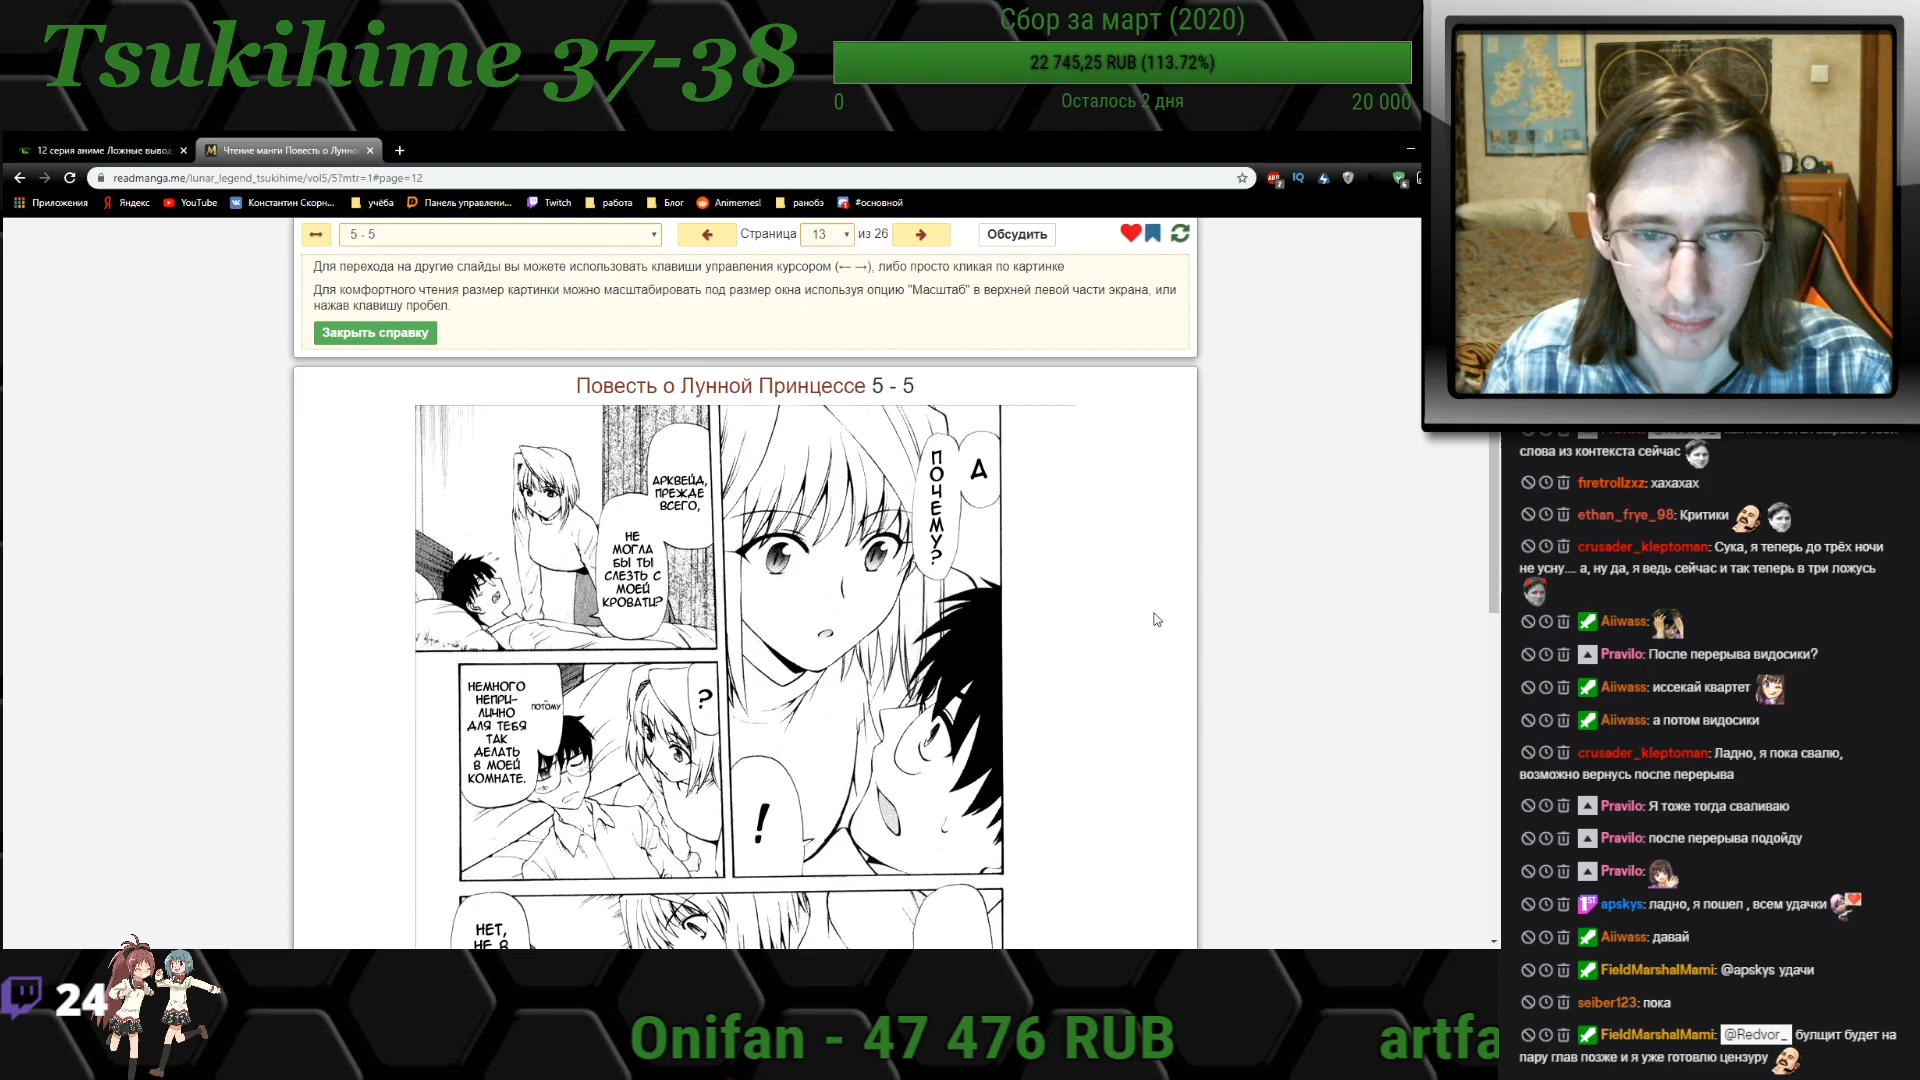 Tsukihime 37-38
Сбор за март (2020)
22 745,25 RUB (113.72%)
0
Осталось 2 дня
20 000
12 серия аниме Ложные вывод
Чтение манги Повесть о Лунно
readmanga.me/lunar_legend_tsukihime/vol5/5?mtr=1#page=12
Приложения
Яндекс
YouTube
Константин Скорн...
учёба
Панель управлени...
Twitch
работа
Блог
Animemes!
ранобэ
#основной
5 - 5
Страница
13
из 26
Обсудить
Для перехода на другие слайды вы можете использовать клавиши управления курсором (← →), либо просто кликая по картинке
Для комфортного чтения размер картинки можно масштабировать под размер окна используя опцию "Масштаб" в верхней левой части экрана, или
нажав клавишу пробел.
Закрыть справку
Повесть о Лунной Принцессе 5 - 5
А
ПОЧЕМУ?
АРКВЕЙД,
ПРЕЖДЕ
ВСЕГО,
НЕ
МОГЛА
БЫ ТЫ
СЛЕЗТЬ С
МОЕЙ
КРОВАТИ?
!
?
ПОТОМУ
НЕМНОГО
НЕПРИ-
ЛИЧНО
ДЛЯ ТЕБЯ
ТАК
ДЕЛАТЬ
В МОЕЙ
КОМНАТЕ.
НЕТ,
НЕ В
слова из контекста сейчас
firetrollzxz: хахахах
ethan_frye_98: Критики
crusader_kleptoman: Сука, я теперь до трёх ночи
не усну.... а, ну да, я ведь сейчас и так теперь в три ложусь
Aiiwass:
Pravilo: После перерыва видосики?
Aiiwass: иссекай квартет
Aiiwass: а потом видосики
crusader_kleptoman: Ладно, я пока свалю,
возможно вернусь после перерыва
Pravilo: Я тоже тогда сваливаю
Pravilo: после перерыва подойду
Pravilo:
1ST apskys: ладно, я пошел , всем удачки
Aiiwass: давай
FieldMarshalMami: @apskys удачи
seiber123: пока
FieldMarshalMami: @Redvor_ булщит будет на
пару глав позже и я уже готовлю цензуру
24
Onifan - 47 476 RUB
artfa